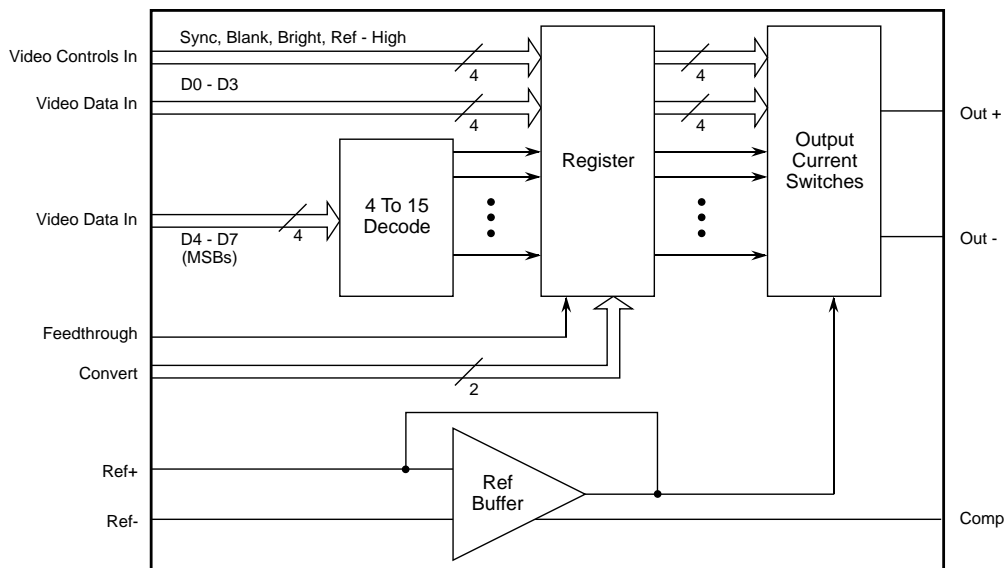 Sync, Blank, Bright, Ref - High
Video Controls In
4
4
D0 - D3
Video Data In
4
4
Out +
Register
Output
Current
Switches
4 To 15
Decode
Video Data In
4
D4 - D7
(MSBs)
Out -
Feedthrough
Convert
2
Ref+
Ref
Buffer
Ref-
Comp